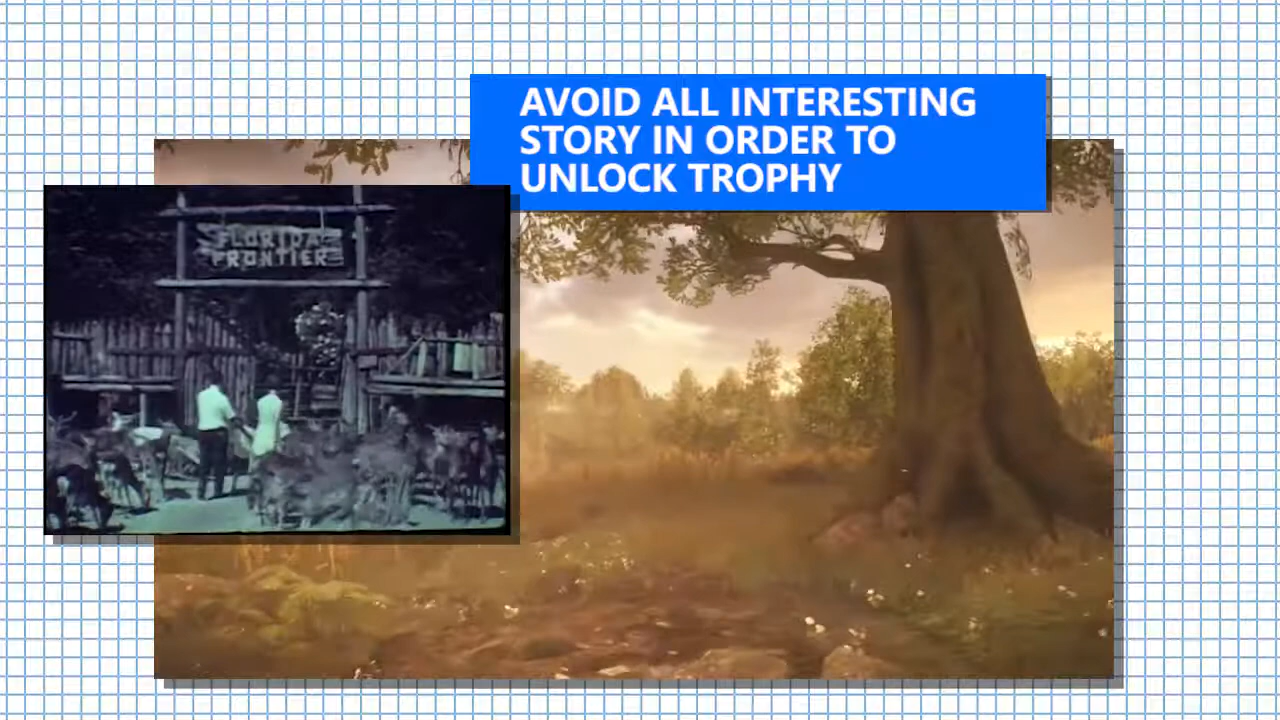 AVOID ALL INTERESTING
STORY IN ORDER TO
UNLOCK TROPHY
FLORIDA
FRONTIER